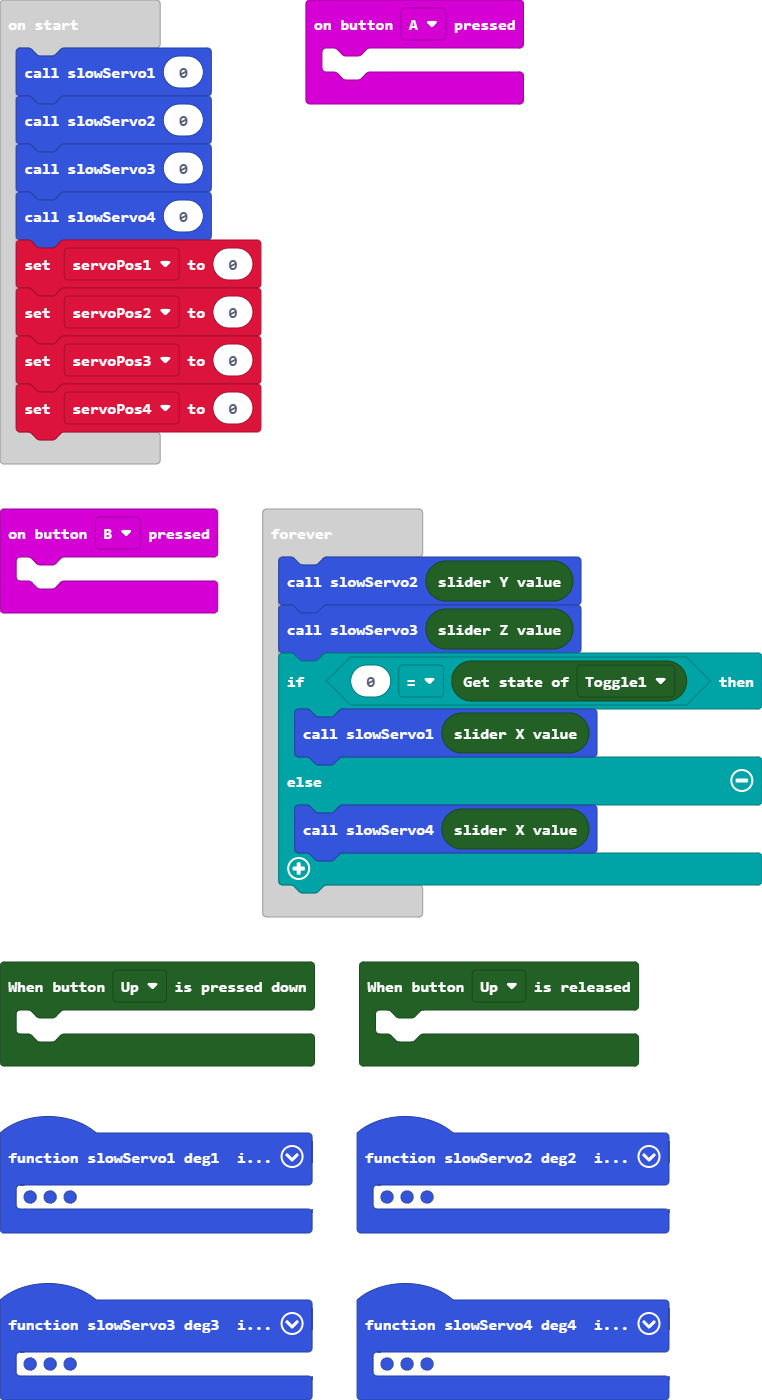 on start
call slowServo1 0
call slowServo2 0
call slowServo3 0
call slowServo4 0
set servoPos1 to 0
set servoPos2 to 0
set servoPos3 to 0
set servoPos4 to 0
on button A pressed
on button B pressed
forever
call slowServo2 slider Y value
call slowServo3 slider Z value
if 0 = Get state of Toggle1 then
call slowServo1 slider X value
else
call slowServo4 slider X value
When button Up is pressed down
When button Up is released
function slowServo1 deg1 i...
function slowServo2 deg2 i...
function slowServo3 deg3 i...
function slowServo4 deg4 i...